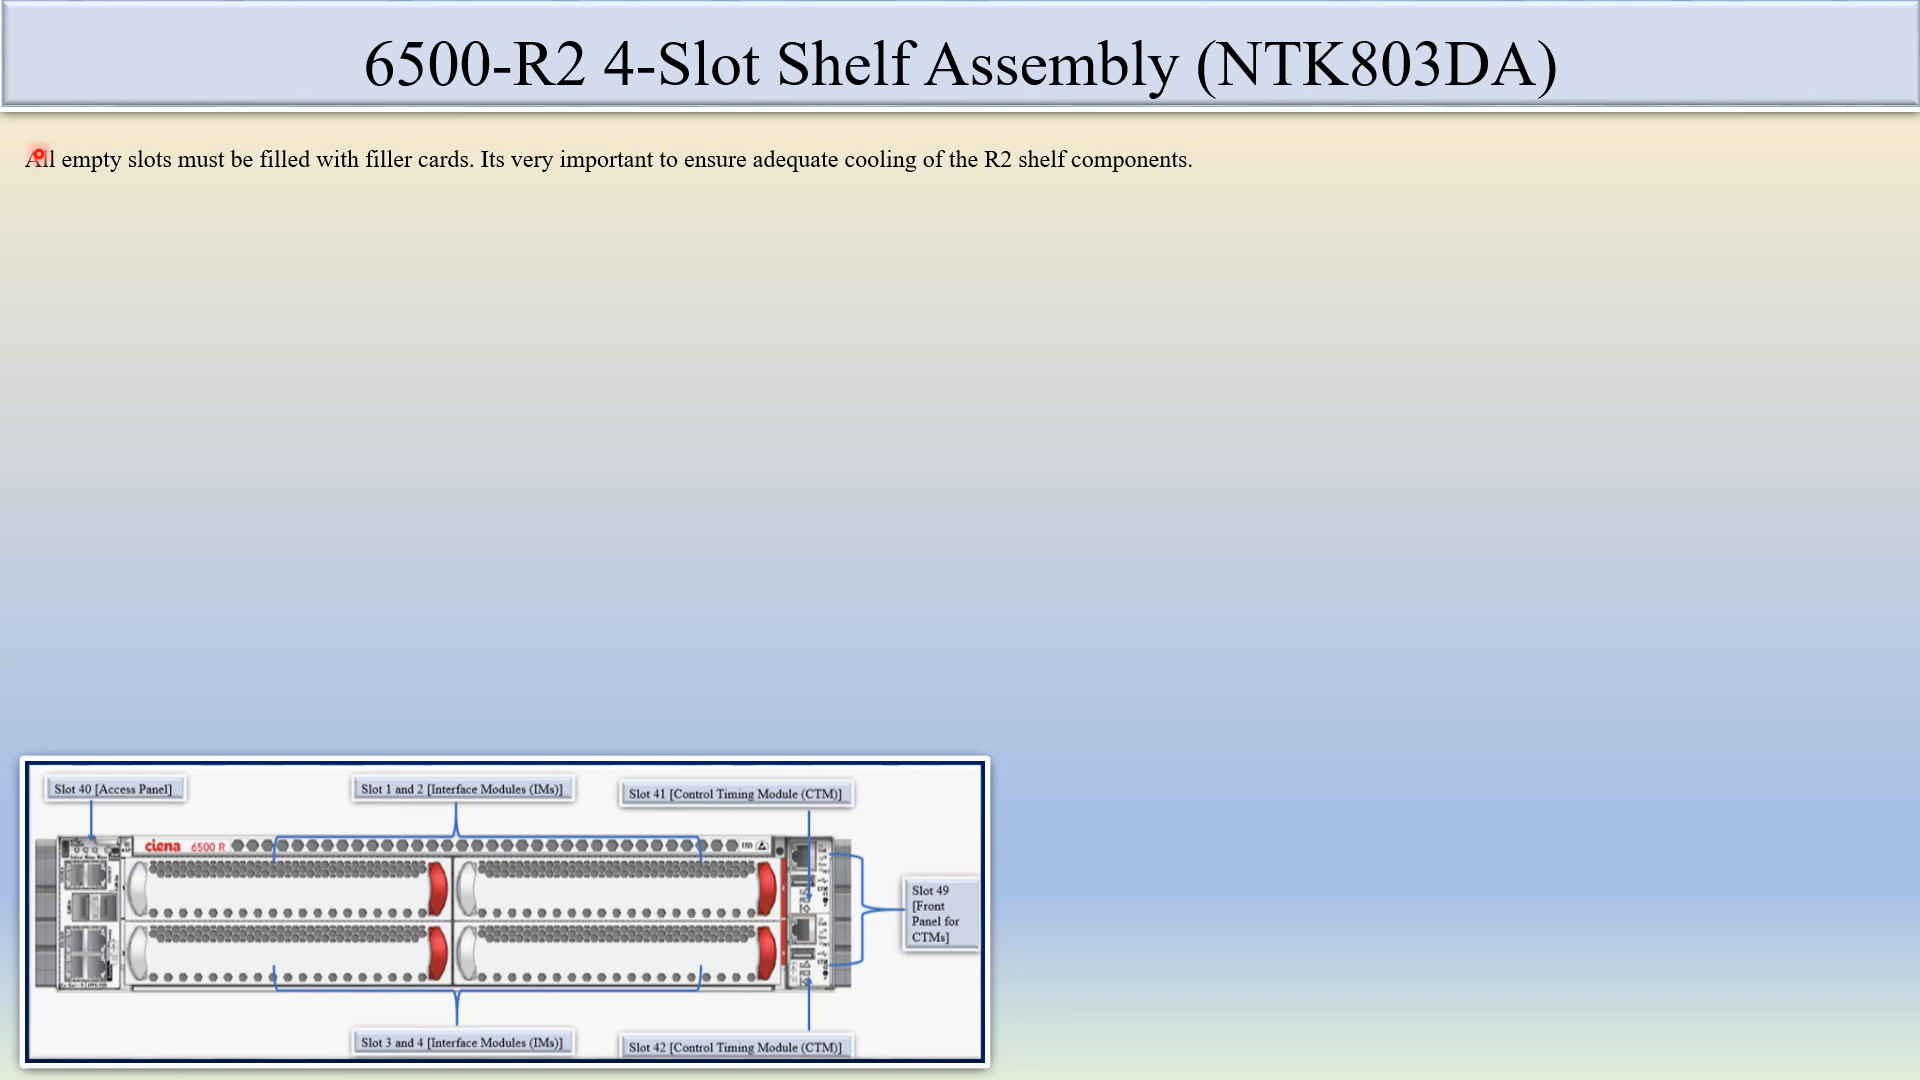 6500-R2 4-Slot Shelf Assembly (NTK803DA)
All empty slots must be filled with filler cards. Its very important to ensure adequate cooling of the R2 shelf components.
Slot 40 [Access Panel]
Slot 1 and 2 [Interface Modules (IMs)]
Slot 41 [Control Timing Module (CTM)]
ciena 6500 R
ESD
Slot 49
[Front
Panel for
CTMs]
Slot 3 and 4 [Interface Modules (IMs)]
Slot 42 [Control Timing Module (CTM)]